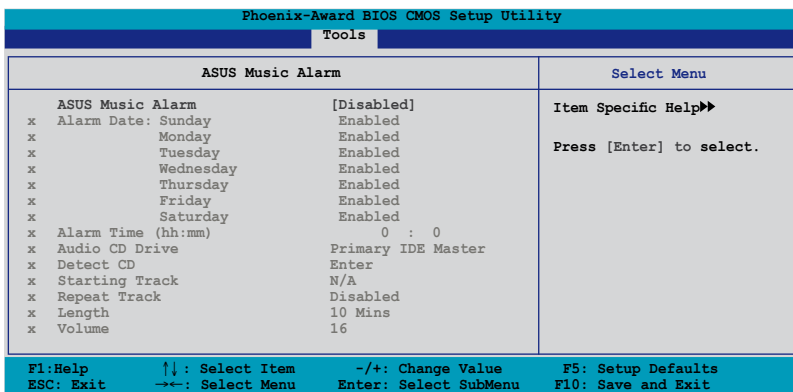 Phoenix-Award BIOS CMOS Setup Utility
Tools
ASUS Music Alarm
Select Menu
ASUS Music Alarm [Disabled]
x Alarm Date: Sunday Enabled
x Monday Enabled
x Tuesday Enabled
x Wednesday Enabled
x Thursday Enabled
x Friday Enabled
x Saturday Enabled
x Alarm Time (hh:mm) 0 : 0
x Audio CD Drive Primary IDE Master
x Detect CD Enter
x Starting Track N/A
x Repeat Track Disabled
x Length 10 Mins
x Volume 16
Item Specific Help▶▶
Press [Enter] to select.
F1:Help ↑↓: Select Item -/+: Change Value F5: Setup Defaults
ESC: Exit →←: Select Menu Enter: Select SubMenu F10: Save and Exit